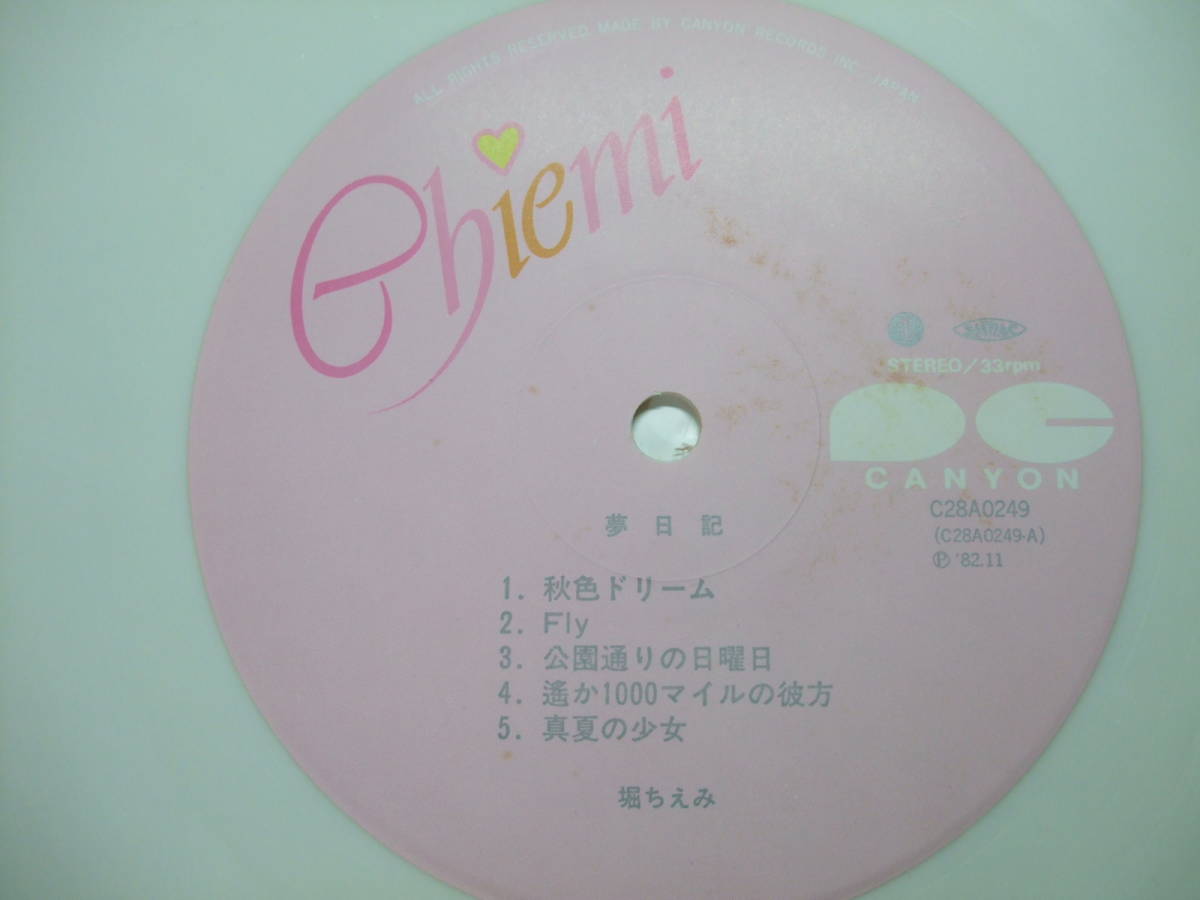 ALL RIGHTS RESERVED MADE BY CANYON RECORDS INC. JAPAN
Chiemi
STEREO/33rpm
CANYON
C28A0249
(C28A0249-A)
Ⓟ '82.11
夢日記
1. 秋色ドリーム
2. Fly
3. 公園通りの日曜日
4. 遙か1000マイルの彼方
5. 真夏の少女
堀ちえみ